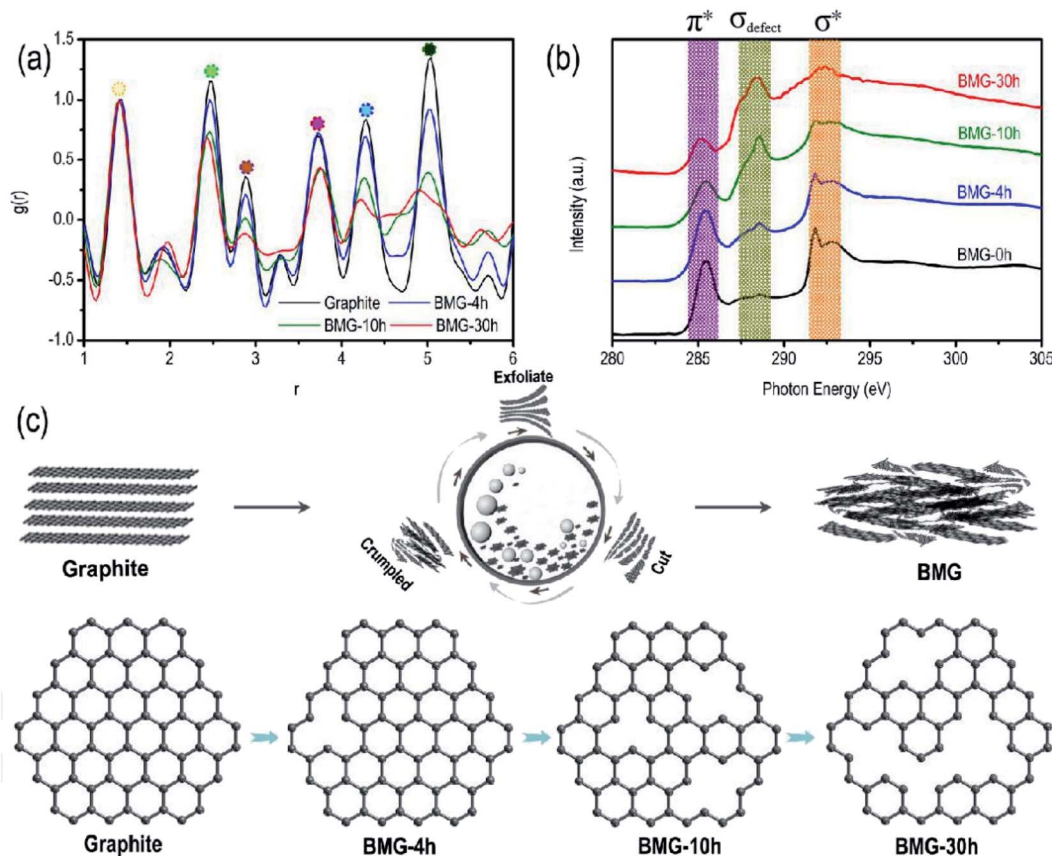 (a)
1.5
1.0
0.5
0.0
-0.5
-1.0
g(r)
1
2
3
4
5
6
r
Graphite
BMG-4h
BMG-10h
BMG-30h
(b)
π*
σdefect
σ*
BMG-30h
BMG-10h
BMG-4h
BMG-0h
Intensity (a.u.)
280
285
290
295
300
305
Photon Energy (eV)
(c)
Exfoliate
Crumpled
Cut
Graphite
BMG
Graphite
BMG-4h
BMG-10h
BMG-30h